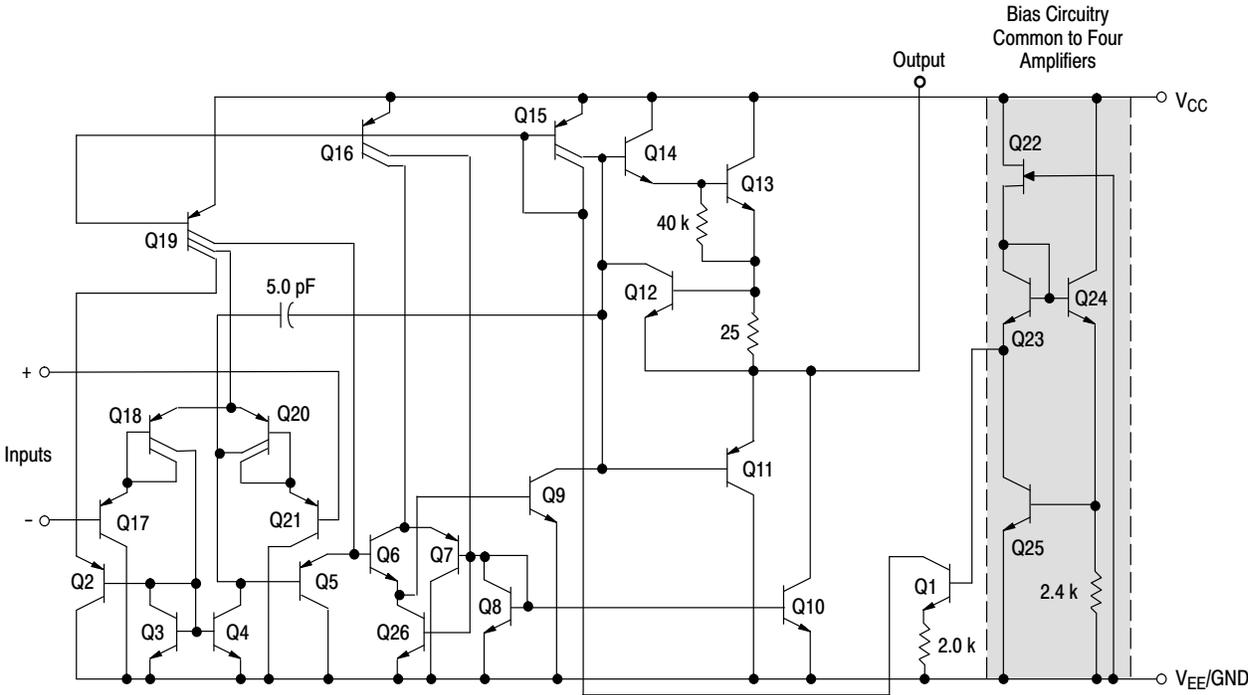 Bias Circuitry
Common to Four
Amplifiers
Output
VCC
Q15
Q22
Q16
Q14
Q13
40 k
Q19
5.0 pF
Q12
Q24
25
Q23
+
Q18
Q20
Inputs
Q11
Q9
–
Q17
Q21
Q25
Q2
Q5
Q6
Q7
Q1
2.4 k
Q8
Q10
Q3
Q4
Q26
2.0 k
VEE/GND